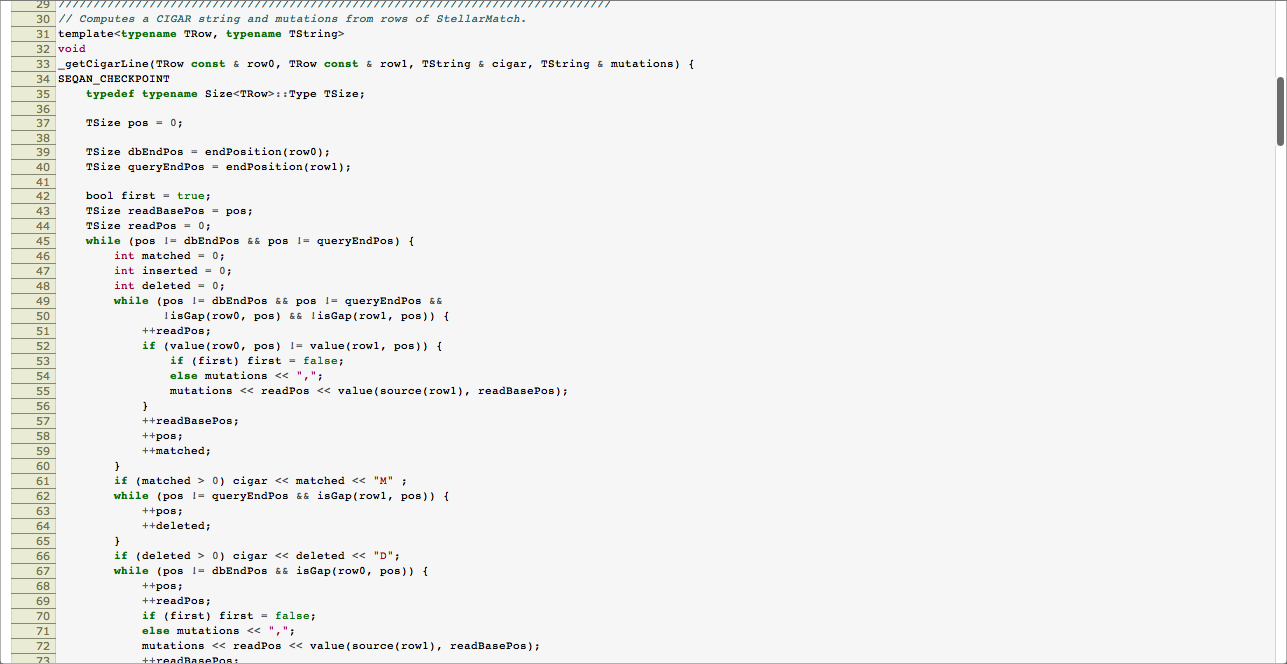 29 ///////////////////////////////////////////////////////////////////////////////
30 // Computes a CIGAR string and mutations from rows of StellarMatch.
31 template<typename TRow, typename TString>
32 void
33 _getCigarLine(TRow const & row0, TRow const & row1, TString & cigar, TString & mutations) {
34 SEQAN_CHECKPOINT
35     typedef typename Size<TRow>::Type TSize;
36
37     TSize pos = 0;
38
39     TSize dbEndPos = endPosition(row0);
40     TSize queryEndPos = endPosition(row1);
41
42     bool first = true;
43     TSize readBasePos = pos;
44     TSize readPos = 0;
45     while (pos != dbEndPos && pos != queryEndPos) {
46         int matched = 0;
47         int inserted = 0;
48         int deleted = 0;
49         while (pos != dbEndPos && pos != queryEndPos &&
50                !isGap(row0, pos) && !isGap(row1, pos)) {
51             ++readPos;
52             if (value(row0, pos) != value(row1, pos)) {
53                 if (first) first = false;
54                 else mutations << ",";
55                 mutations << readPos << value(source(row1), readBasePos);
56             }
57             ++readBasePos;
58             ++pos;
59             ++matched;
60         }
61         if (matched > 0) cigar << matched << "M" ;
62         while (pos != queryEndPos && isGap(row1, pos)) {
63             ++pos;
64             ++deleted;
65         }
66         if (deleted > 0) cigar << deleted << "D";
67         while (pos != dbEndPos && isGap(row0, pos)) {
68             ++pos;
69             ++readPos;
70             if (first) first = false;
71             else mutations << ",";
72             mutations << readPos << value(source(row1), readBasePos);
73             ++readBasePos;